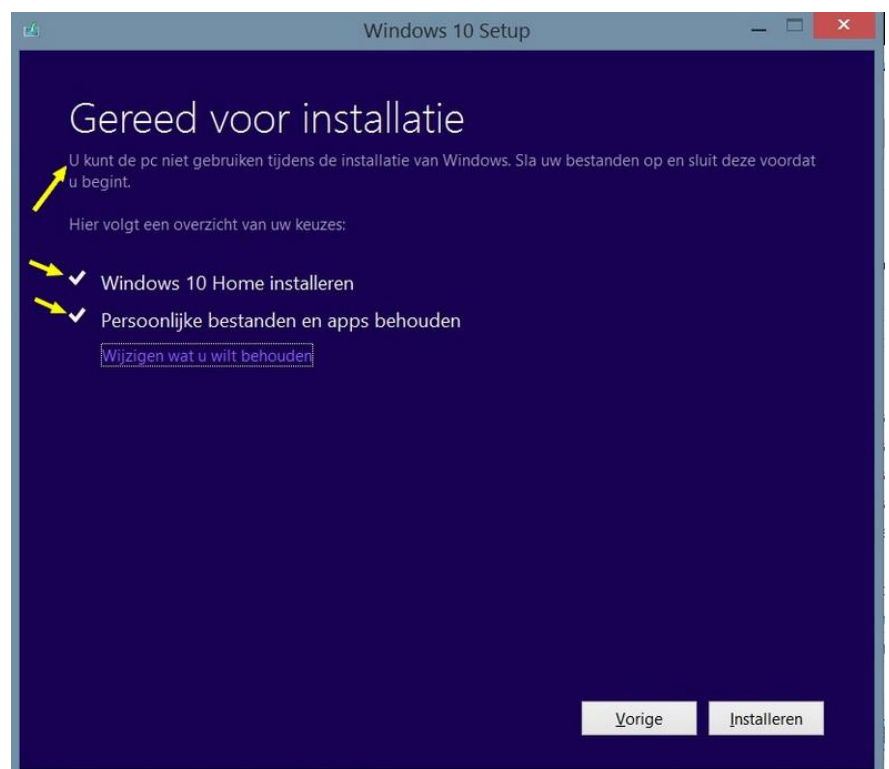 Windows 10 Setup
Gereed voor installatie
U kunt de pc niet gebruiken tijdens de installatie van Windows. Sla uw bestanden op en sluit deze voordat
u begint.
Hier volgt een overzicht van uw keuzes:
Windows 10 Home installeren
Persoonlijke bestanden en apps behouden
Wijzigen wat u wilt behouden
Vorige
Installeren